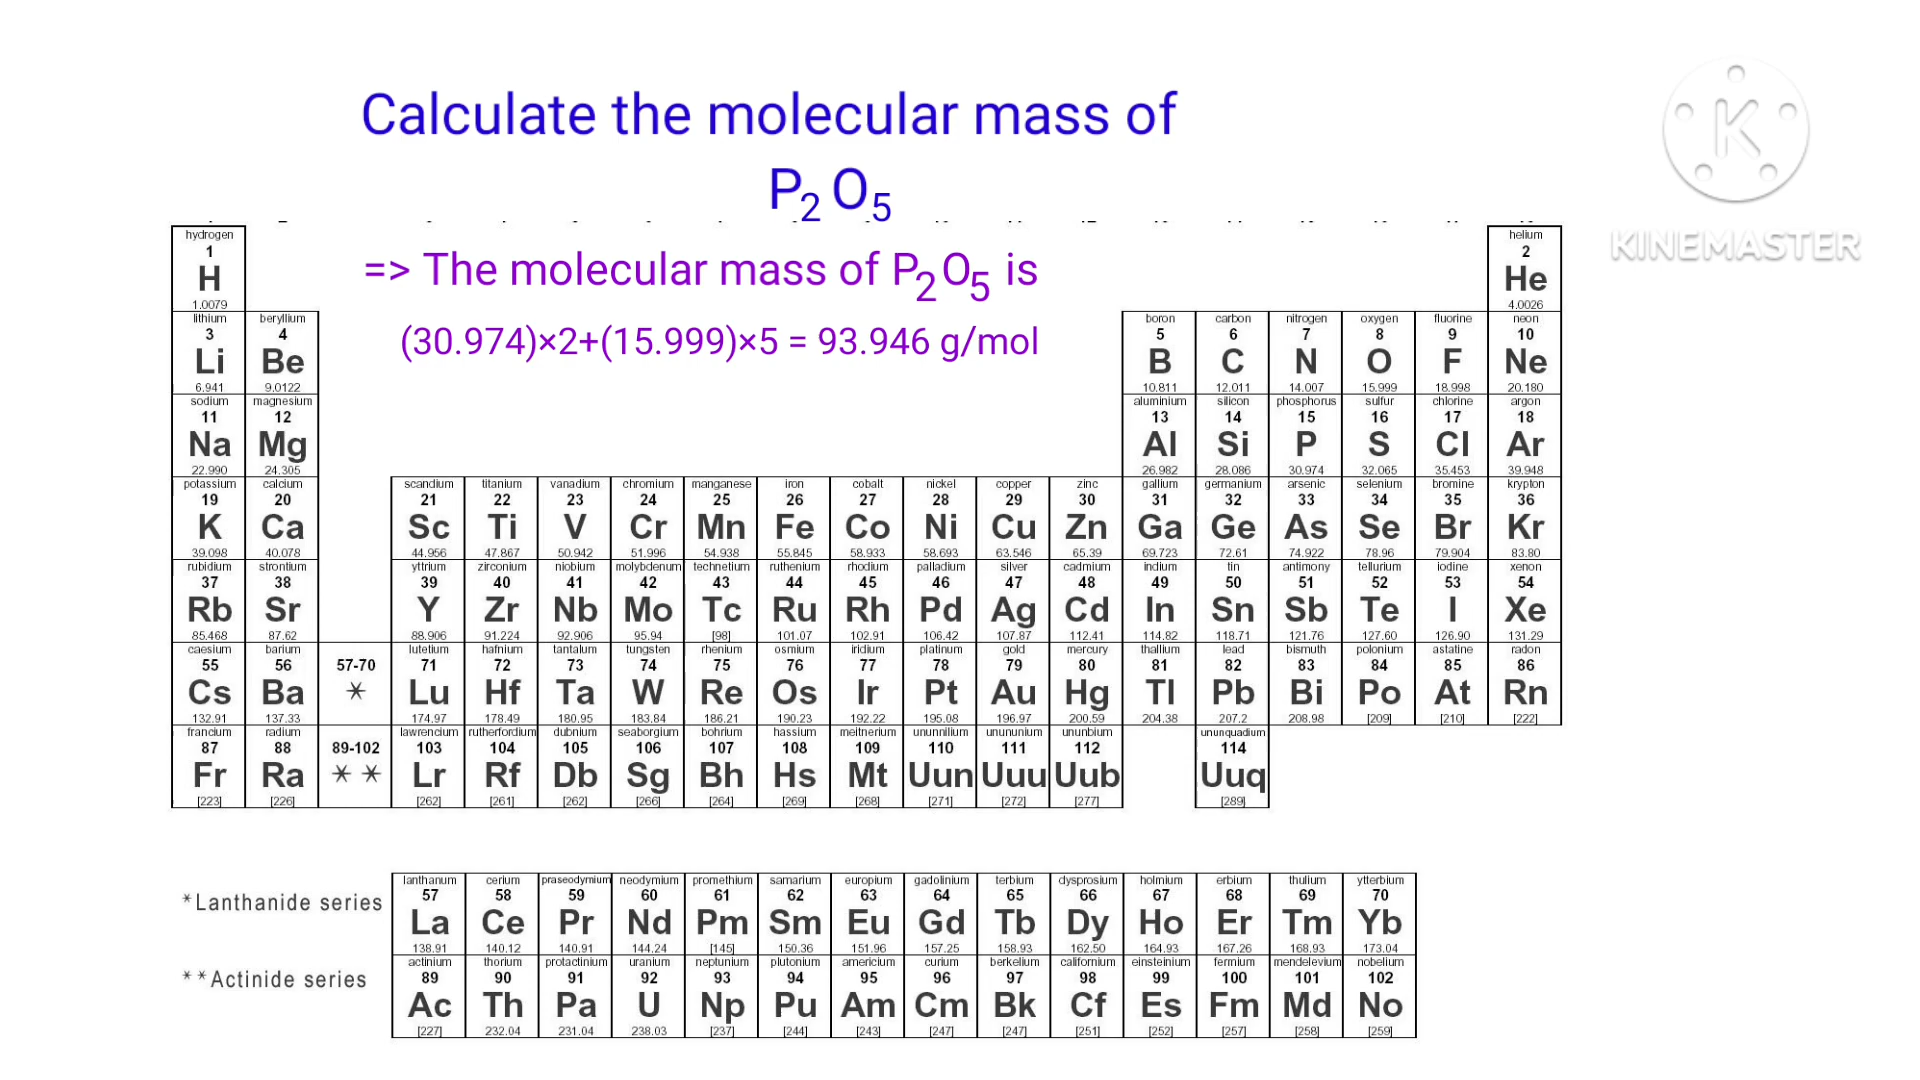 Calculate the molecular mass of
P2 O5
=> The molecular mass of P2O5 is
(30.974)×2+(15.999)×5 = 93.946 g/mol
KINEMASTER
hydrogen helium
1 2
H He
1.0079 4.0026
lithium beryllium boron carbon nitrogen oxygen fluorine neon
3 4 5 6 7 8 9 10
Li Be B C N O F Ne
6.941 9.0122 10.811 12.011 14.007 15.999 18.998 20.180
sodium magnesium aluminium silicon phosphorus sulfur chlorine argon
11 12 13 14 15 16 17 18
Na Mg Al Si P S Cl Ar
22.990 24.305 26.982 28.086 30.974 32.065 35.453 39.948
potassium calcium scandium titanium vanadium chromium manganese iron cobalt nickel copper zinc gallium germanium arsenic selenium bromine krypton
19 20 21 22 23 24 25 26 27 28 29 30 31 32 33 34 35 36
K Ca Sc Ti V Cr Mn Fe Co Ni Cu Zn Ga Ge As Se Br Kr
39.098 40.078 44.956 47.867 50.942 51.996 54.938 55.845 58.933 58.693 63.546 65.39 69.723 72.61 74.922 78.96 79.904 83.80
rubidium strontium yttrium zirconium niobium molybdenum technetium ruthenium rhodium palladium silver cadmium indium tin antimony tellurium iodine xenon
37 38 39 40 41 42 43 44 45 46 47 48 49 50 51 52 53 54
Rb Sr Y Zr Nb Mo Tc Ru Rh Pd Ag Cd In Sn Sb Te I Xe
85.468 87.62 88.906 91.224 92.906 95.94 [98] 101.07 102.91 106.42 107.87 112.41 114.82 118.71 121.76 127.60 126.90 131.29
caesium barium lutetium hafnium tantalum tungsten rhenium osmium iridium platinum gold mercury thallium lead bismuth polonium astatine radon
55 56 57-70 71 72 73 74 75 76 77 78 79 80 81 82 83 84 85 86
Cs Ba * Lu Hf Ta W Re Os Ir Pt Au Hg Tl Pb Bi Po At Rn
132.91 137.33 174.97 178.49 180.95 183.84 186.21 190.23 192.22 195.08 196.97 200.59 204.38 207.2 208.98 [209] [210] [222]
francium radium lawrencium rutherfordium dubnium seaborgium bohrium hassium meitnerium ununnilium unununium ununbium ununquadium
87 88 89-102 103 104 105 106 107 108 109 110 111 112 114
Fr Ra * * Lr Rf Db Sg Bh Hs Mt Uun Uuu Uub Uuq
[223] [226] [262] [261] [262] [266] [264] [269] [268] [271] [272] [277] [289]
*Lanthanide series
lanthanum cerium praseodymium neodymium promethium samarium europium gadolinium terbium dysprosium holmium erbium thulium ytterbium
57 58 59 60 61 62 63 64 65 66 67 68 69 70
La Ce Pr Nd Pm Sm Eu Gd Tb Dy Ho Er Tm Yb
138.91 140.12 140.91 144.24 [145] 150.36 151.96 157.25 158.93 162.50 164.93 167.26 168.93 173.04
**Actinide series
actinium thorium protactinium uranium neptunium plutonium americium curium berkelium californium einsteinium fermium mendelevium nobelium
89 90 91 92 93 94 95 96 97 98 99 100 101 102
Ac Th Pa U Np Pu Am Cm Bk Cf Es Fm Md No
[227] 232.04 231.04 238.03 [237] [244] [243] [247] [247] [251] [252] [257] [258] [259]